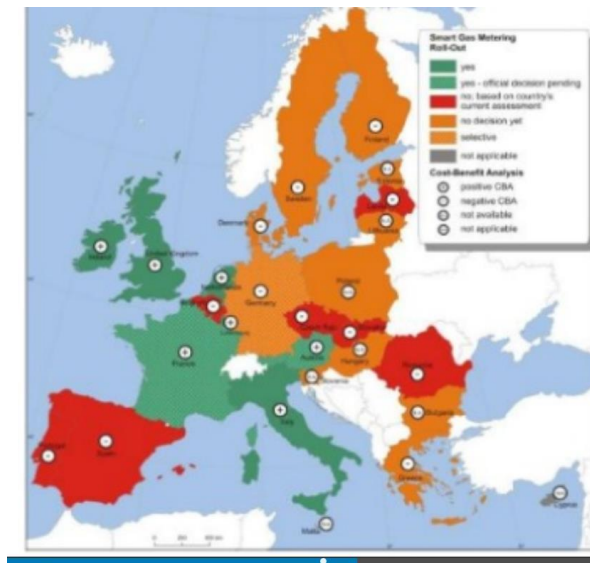 Smart Gas Metering
Roll-Out
yes
yes - official decision pending
no; based on country's
current assessment
no decision yet
selective
not applicable
Cost-Benefit Analysis
positive CBA
negative CBA
not available
not applicable
Finland
Sweden
Estonia
Lithuania
Denmark
Ireland
United Kingdom
Netherlands
Germany
Poland
France
Austria
Hungary
Slovenia
Romania
Bulgaria
Italy
Portugal
Spain
Greece
Malta
Cyprus